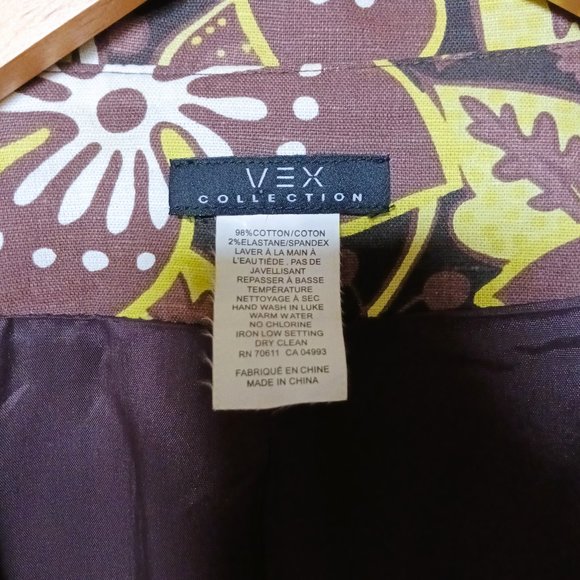 VEX
COLLECTION
98%COTTON/COTON
2%ELASTANE/SPANDEX
LAVER À LA MAIN À
L'EAUTIÈDE . PAS DE
JAVELLISANT
REPASSER À BASSE
TEMPÉRATURE
NETTOYAGE À SEC
HAND WASH IN LUKE
WARM WATER
NO CHLORINE
IRON LOW SETTING
DRY CLEAN
RN 70611 CA 04993
FABRIQUÉ EN CHINE
MADE IN CHINA